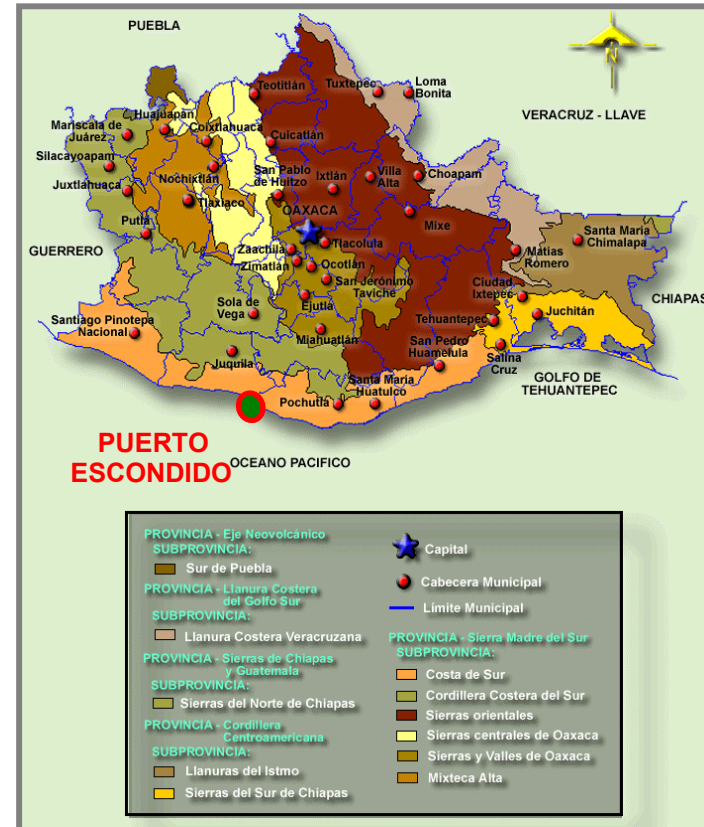 PUEBLA
N
Teotitlán
Tuxtepec
Loma
Bonita
VERACRUZ - LLAVE
Huajuapan
Mariscala de
Juárez
Coixtlahuaca
Cuicatlán
Silacayoapam
San Pablo
de Huitzo
Ixtlán
Villa
Alta
Choapam
Juxtlahuaca
Nochixtlán
Tlaxiaco
OAXACA
Mixe
Putla
Santa María
Chimalapa
GUERRERO
Zaachila
Tlacolula
Matías
Romero
Zimatlán
Ocotlán
San Jerónimo
Taviche
Ciudad
Ixtepec
CHIAPAS
Ejutla
Sola de
Vega
Tehuantepec
Juchitán
Santiago Pinotepa
Nacional
Miahuatlán
San Pedro
Huamelula
Salina
Cruz
Juquila
Santa María
Huatulco
GOLFO DE
TEHUANTEPEC
Pochutla
PUERTO
ESCONDIDO
OCEANO PACIFICO
PROVINCIA - Eje Neovolcánico
SUBPROVINCIA:
Sur de Puebla
PROVINCIA - Llanura Costera
del Golfo Sur
SUBPROVINCIA:
Llanura Costera Veracruzana
PROVINCIA - Sierras de Chiapas
y Guatemala
SUBPROVINCIA:
Sierras del Norte de Chiapas
PROVINCIA - Cordillera
Centroamericana
SUBPROVINCIA:
Llanuras del Istmo
Sierras del Sur de Chiapas
Capital
Cabecera Municipal
Límite Municipal
PROVINCIA - Sierra Madre del Sur
SUBPROVINCIA:
Costa de Sur
Cordillera Costera del Sur
Sierras orientales
Sierras centrales de Oaxaca
Sierras y Valles de Oaxaca
Mixteca Alta